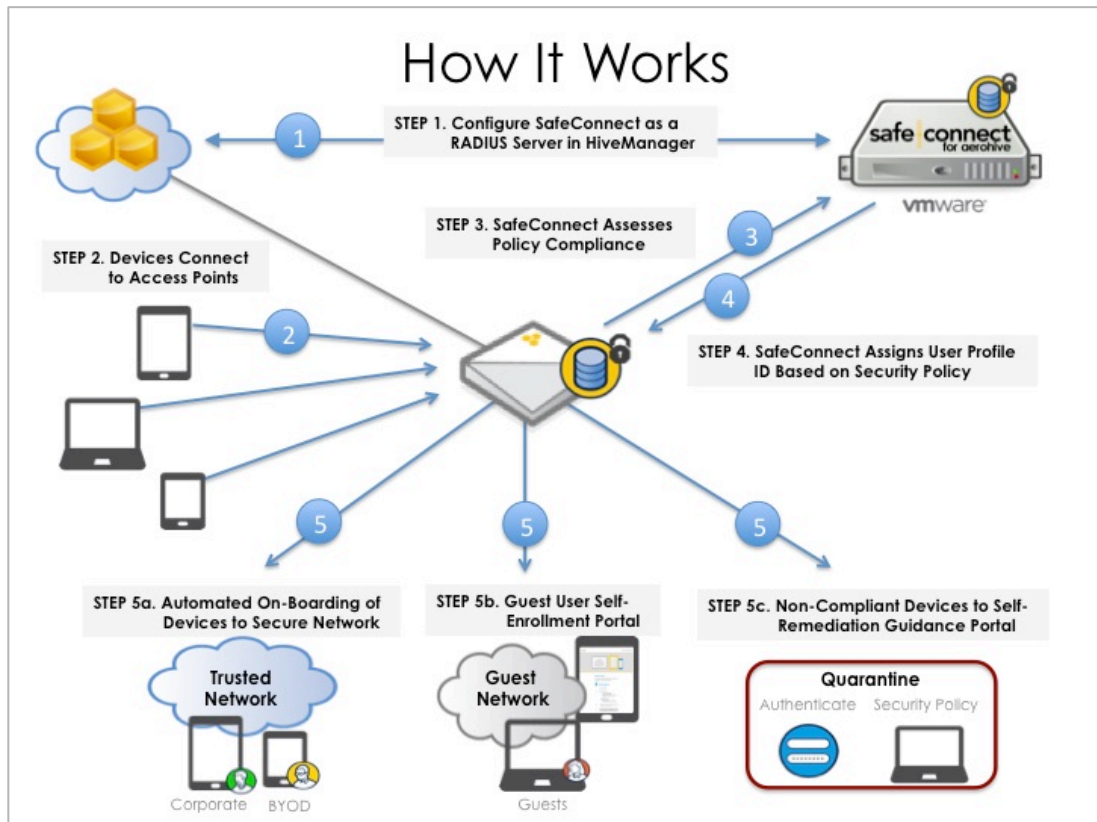 How It Works
1
STEP 1. Configure SafeConnect as a
RADIUS Server in HiveManager
safe|connect
for aerohive
vmware
STEP 3. SafeConnect Assesses
Policy Compliance
3
STEP 2. Devices Connect
to Access Points
4
2
STEP 4. SafeConnect Assigns User Profile
ID Based on Security Policy
5
5
5
STEP 5a. Automated On-Boarding of
Devices to Secure Network
STEP 5b. Guest User Self-
Enrollment Portal
STEP 5c. Non-Compliant Devices to Self-
Remediation Guidance Portal
Trusted
Network
Corporate
BYOD
Guest
Network
Guests
Quarantine
Authenticate
Security Policy